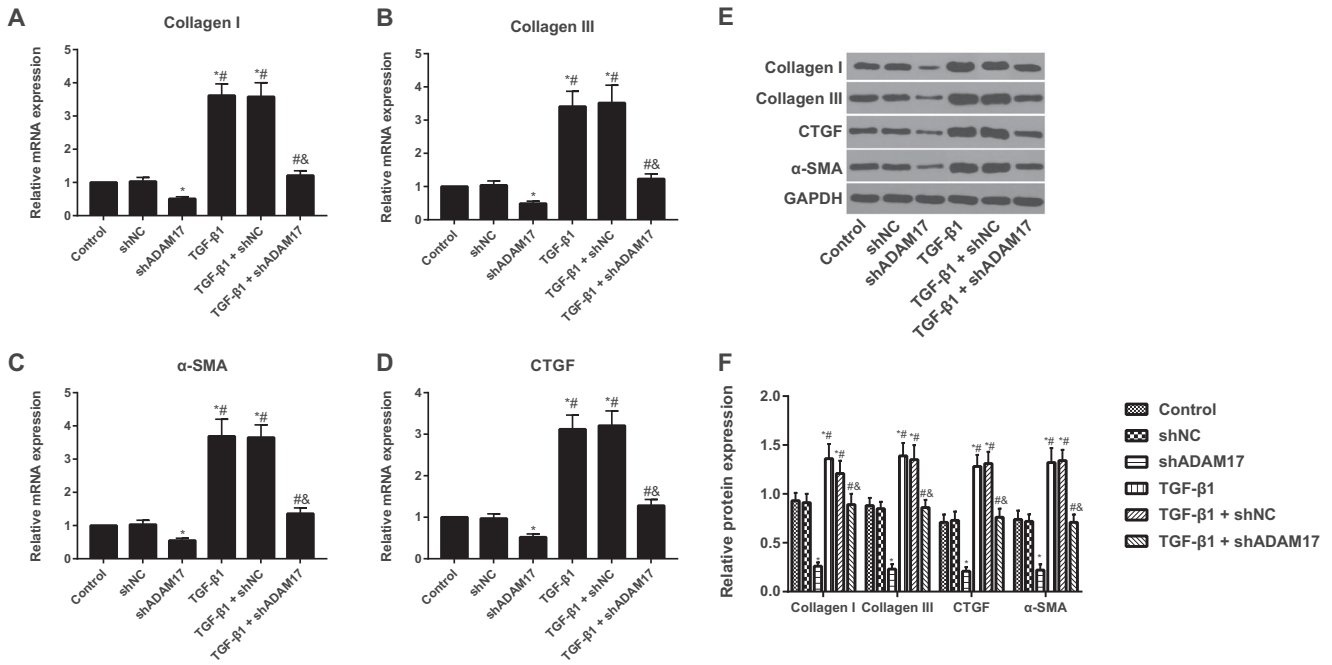 A
Collagen I
Relative mRNA expression
5
4
3
2
1
0
*#
*#
*
#&
Control
shNC
shADAM17
TGF-β1
TGF-β1 + shNC
TGF-β1 + shADAM17
B
Collagen III
Relative mRNA expression
5
4
3
2
1
0
*#
*#
*
#&
Control
shNC
shADAM17
TGF-β1
TGF-β1 + shNC
TGF-β1 + shADAM17
E
Collagen I
Collagen III
CTGF
α-SMA
GAPDH
Control
shNC
shADAM17
TGF-β1
TGF-β1 + shNC
TGF-β1 + shADAM17
C
α-SMA
Relative mRNA expression
5
4
3
2
1
0
*#
*#
*
#&
Control
shNC
shADAM17
TGF-β1
TGF-β1 + shNC
TGF-β1 + shADAM17
D
CTGF
Relative mRNA expression
4
3
2
1
0
*#
*#
*
#&
Control
shNC
shADAM17
TGF-β1
TGF-β1 + shNC
TGF-β1 + shADAM17
F
Relative protein expression
2.0
1.5
1.0
0.5
0.0
*#
*#
*
#&
*#
*#
*
#&
*#
*#
*
#&
*#
*#
*
#&
Collagen I
Collagen III
CTGF
α-SMA
Control
shNC
shADAM17
TGF-β1
TGF-β1 + shNC
TGF-β1 + shADAM17